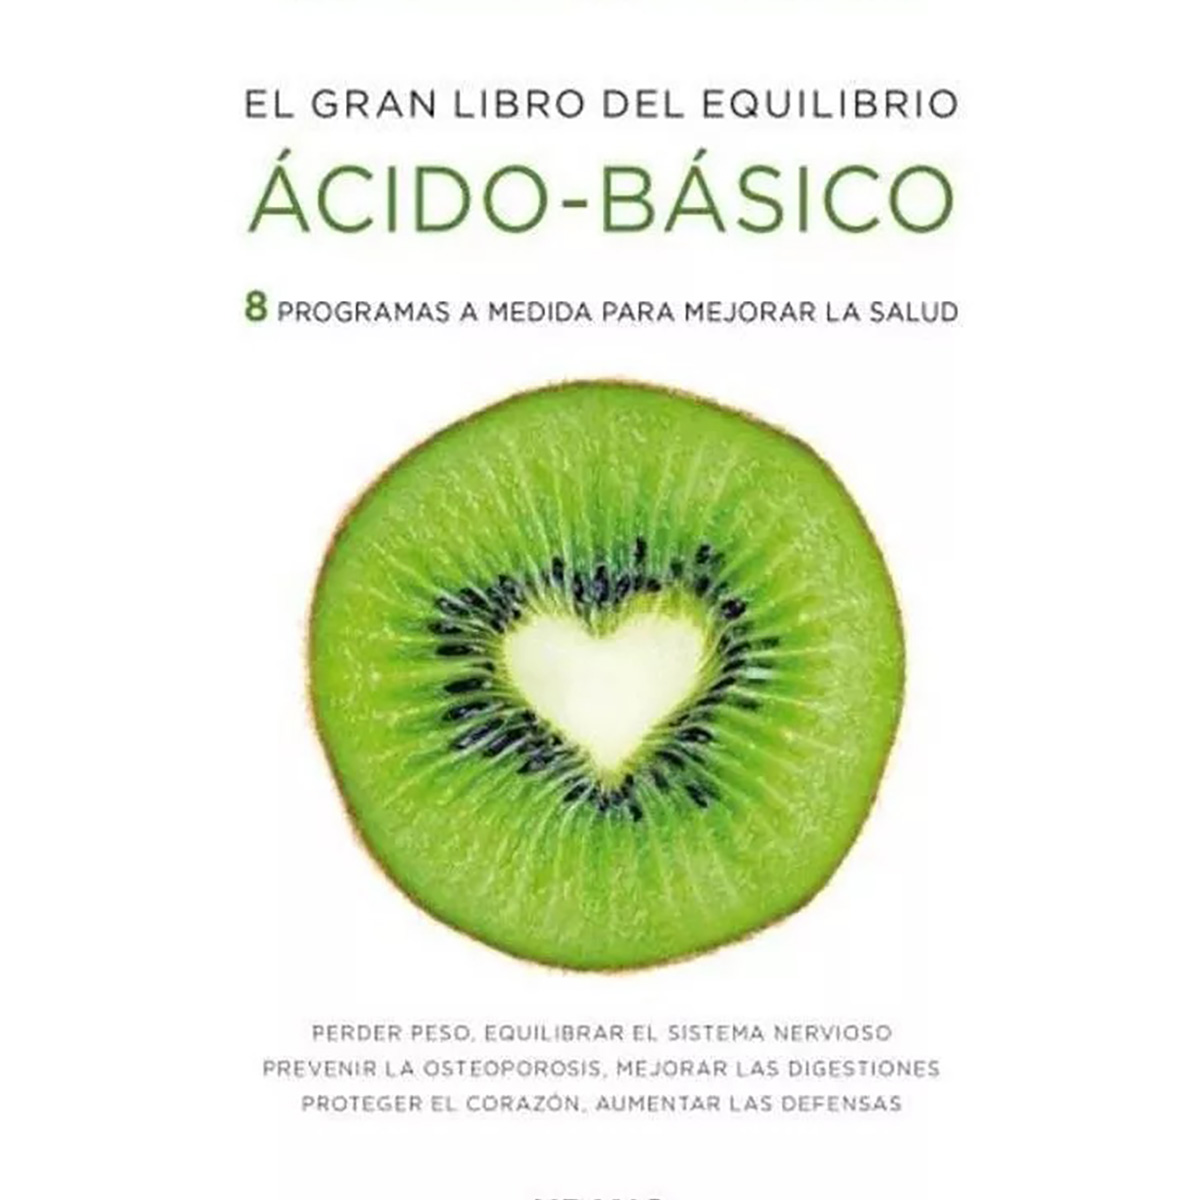 EL GRAN LIBRO DEL EQUILIBRIO
ÁCIDO-BÁSICO
8 PROGRAMAS A MEDIDA PARA MEJORAR LA SALUD
PERDER PESO, EQUILIBRAR EL SISTEMA NERVIOSO
PREVENIR LA OSTEOPOROSIS, MEJORAR LAS DIGESTIONES
PROTEGER EL CORAZÓN, AUMENTAR LAS DEFENSAS